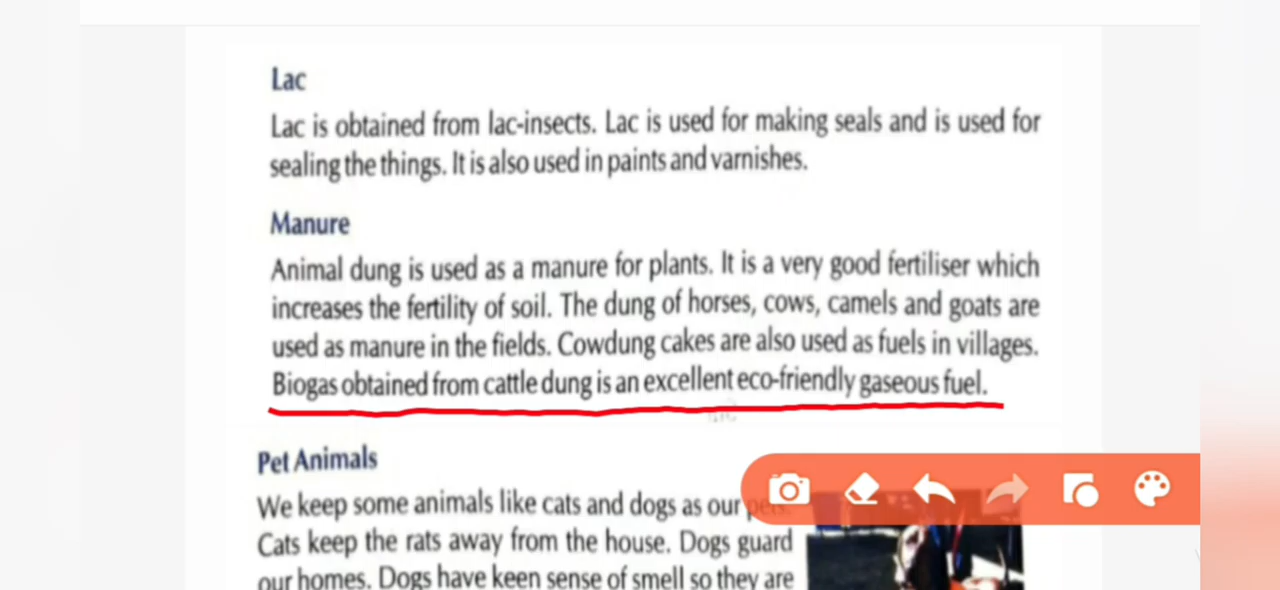 Lac
Lac is obtained from lac-insects. Lac is used for making seals and is used for
sealing the things. It is also used in paints and varnishes.
Manure
Animal dung is used as a manure for plants. It is a very good fertiliser which
increases the fertility of soil. The dung of horses, cows, camels and goats are
used as manure in the fields. Cowdung cakes are also used as fuels in villages.
Biogas obtained from cattle dung is an excellent eco-friendly gaseous fuel.
Pet Animals
We keep some animals like cats and dogs as our pets.
Cats keep the rats away from the house. Dogs guard
our homes. Dogs have keen sense of smell so they are